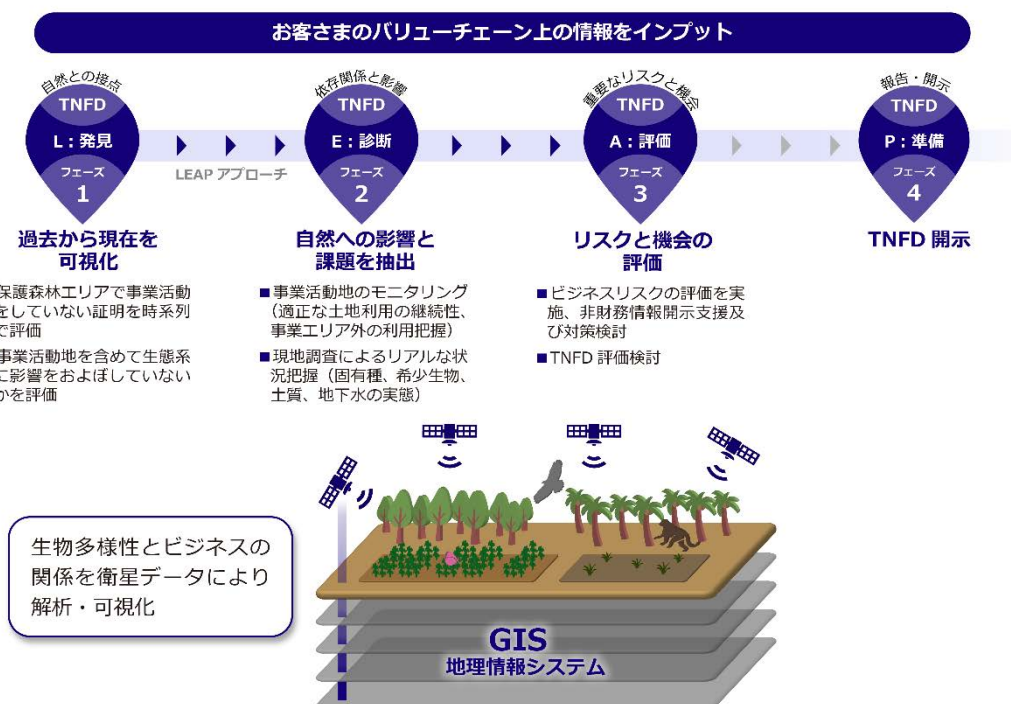 お客さまのバリューチェーン上の情報をインプット
自然との接点
TNFD
L：発見
フェーズ
1
LEAP アプローチ
依存関係と影響
TNFD
E：診断
フェーズ
2
重要なリスクと機会
TNFD
A：評価
フェーズ
3
報告・開示
TNFD
P：準備
フェーズ
4
過去から現在を
可視化
保護森林エリアで事業活動
をしていない証明を時系列
で評価
事業活動地を含めて生態系
に影響をおよぼしていない
かを評価
自然への影響と
課題を抽出
■事業活動地のモニタリング
（適正な土地利用の継続性、
事業エリア外の利用把握）
■現地調査によるリアルな状
況把握（固有種、希少生物、
土質、地下水の実態）
リスクと機会の
評価
■ビジネスリスクの評価を実
施、非財務情報開示支援及
び対策検討
■TNFD 評価検討
TNFD 開示
生物多様性とビジネスの
関係を衛星データにより
解析・可視化
GIS
地理情報システム